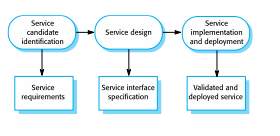 Service
candidate
identification
Service design
Service
implementation
and deployment
Service
requirements
Service interface
specification
Validated and
deployed service